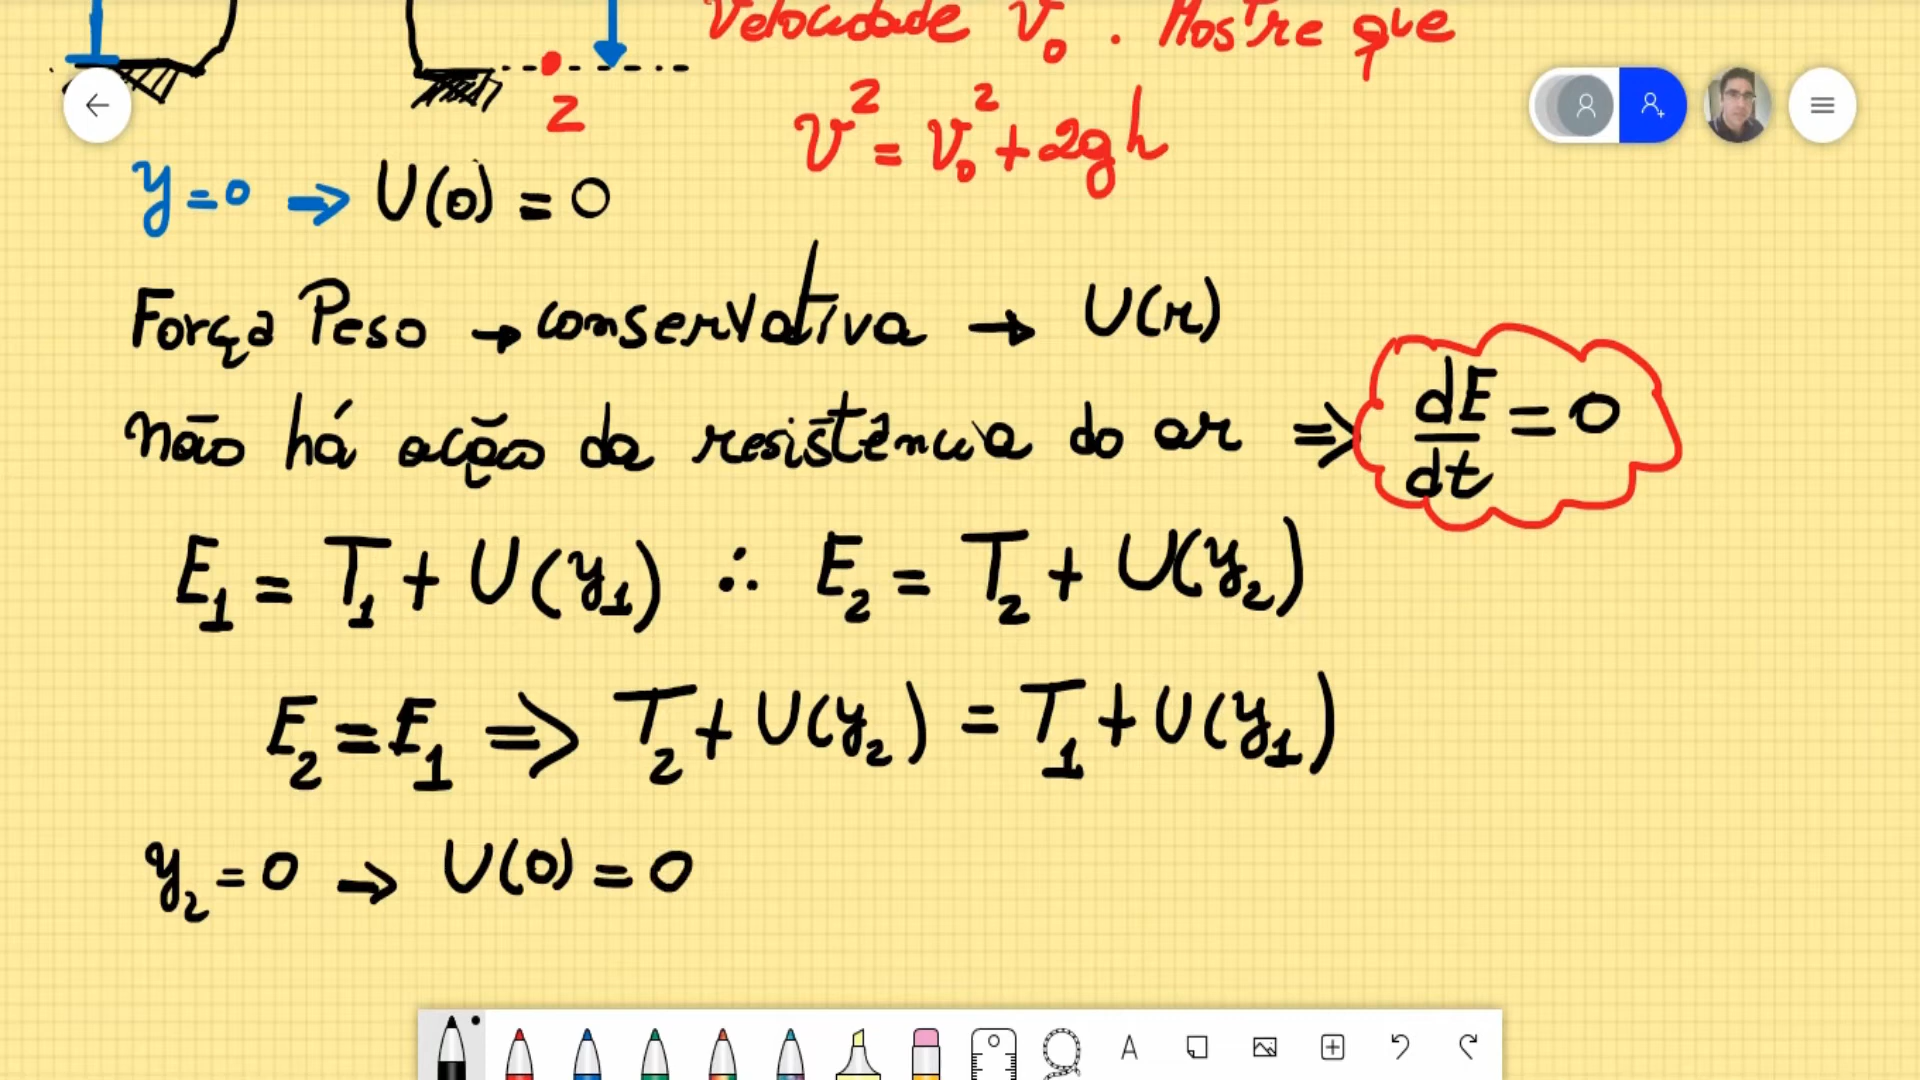 Velocidade V₀. Mostre que
2
V² = V₀² + 2gh
y=0 → U(0) = 0
Força Peso → conservativa → U(r)
não há ação da resistência do ar ⇒ dE/dt = 0
E₁ = T₁ + U(y₁) ∴ E₂ = T₂ + U(y₂)
E₂ = E₁ ⇒ T₂ + U(y₂) = T₁ + U(y₁)
y₂ = 0 → U(0) = 0
A